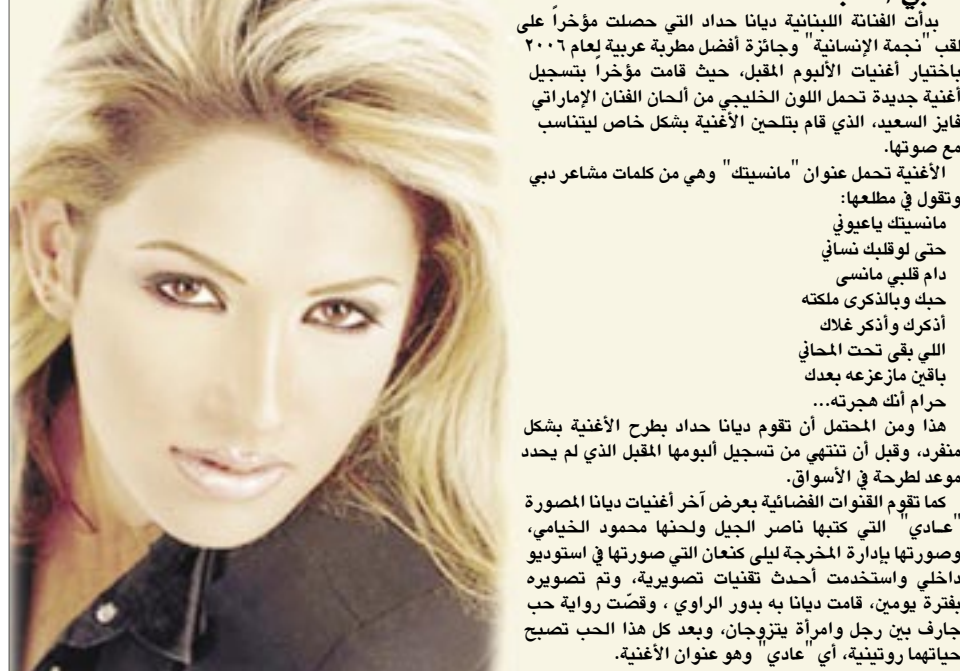 بدأت الفنانة اللبنانية ديانا حداد التي حصلت مؤخراً على
لقب "نجمة الإنسانية" وجائزة أفضل مطربة عربية لعام ٢٠٠٦
باختيار أغنيات الألبوم المقبل، حيث قامت مؤخراً بتسجيل
أغنية جديدة تحمل اللون الخليجي من ألحان الفنان الإماراتي
فايز السعيد، الذي قام بتلحين الأغنية بشكل خاص ليتناسب
مع صوتها.
الأغنية تحمل عنوان "مانسيتك" وهي من كلمات مشاعر دبي
وتقول في مطلعها:
مانسيتك ياعيوني
حتى لوقلبك نساني
دام قلبي مانسى
حبك وبالذكرى ملكته
أذكرك وأذكر غلاك
اللي بقى تحت المحاني
باقين مازعزعه بعدك
حرام أنك هجرته...
هذا ومن المحتمل أن تقوم ديانا حداد بطرح الأغنية بشكل
منفرد، وقبل أن تنتهي من تسجيل ألبومها المقبل الذي لم يحدد
موعد لطرحة في الأسواق.
كما تقوم القنوات الفضائية بعرض آخر أغنيات ديانا المصورة
"عادي" التي كتبها ناصر الجيل ولحنها محمود الخيامي،
وصورتها بإدارة المخرجة ليلى كنعان التي صورتها في استوديو
داخلي واستخدمت أحدث تقنيات تصويرية، وتم تصويره
بفترة يومين، قامت ديانا به بدور الراوي ، وقصّت رواية حب
جارف بين رجل وامرأة يتزوجان، وبعد كل هذا الحب تصبح
حياتهما روتينية، أي "عادي" وهو عنوان الأغنية.